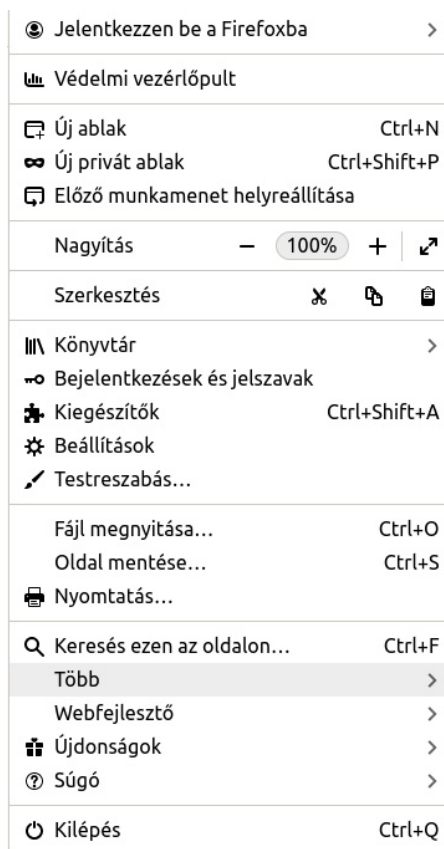 Jelentkezzen be a Firefoxba
Védelmi vezérlőpult
Új ablak Ctrl+N
Új privát ablak Ctrl+Shift+P
Előző munkamenet helyreállítása
Nagyítás − 100% +
Szerkesztés
Könyvtár
Bejelentkezések és jelszavak
Kiegészítők Ctrl+Shift+A
Beállítások
Testreszabás…
Fájl megnyitása… Ctrl+O
Oldal mentése… Ctrl+S
Nyomtatás…
Keresés ezen az oldalon… Ctrl+F
Több
Webfejlesztő
Újdonságok
Súgó
Kilépés Ctrl+Q